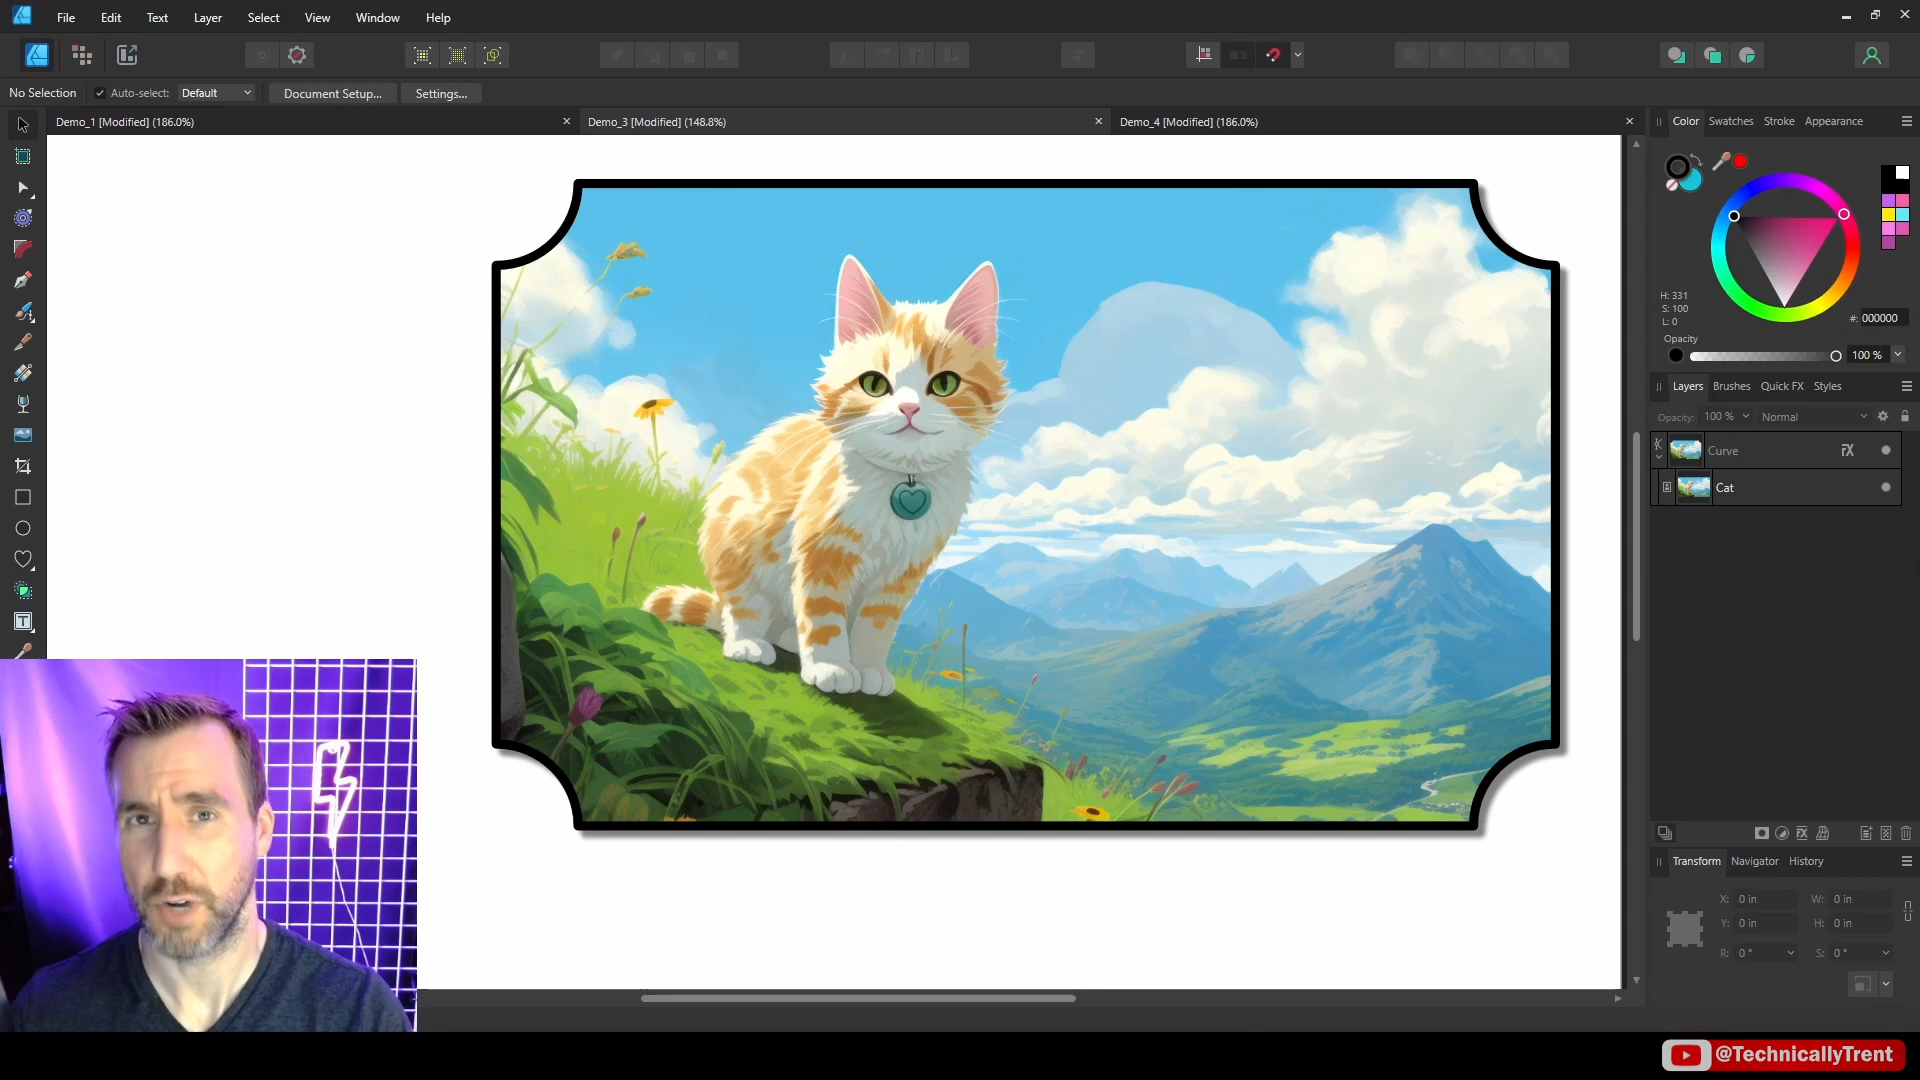 File Edit Text Layer Select View Window Help
No Selection Auto-select: Default Document Setup... Settings...
Demo_1 [Modified] (186.0%)
Demo_3 [Modified] (148.8%)
Demo_4 [Modified] (186.0%)
Color Swatches Stroke Appearance
H: 331
S: 100
L: 0
#: 000000
Opacity
100 %
Layers Brushes Quick FX Styles
Opacity: 100 % Normal
Curve
Cat
Transform Navigator History
X: 0 in W: 0 in
Y: 0 in H: 0 in
R: 0 ° S: 0 °
@TechnicallyTrent